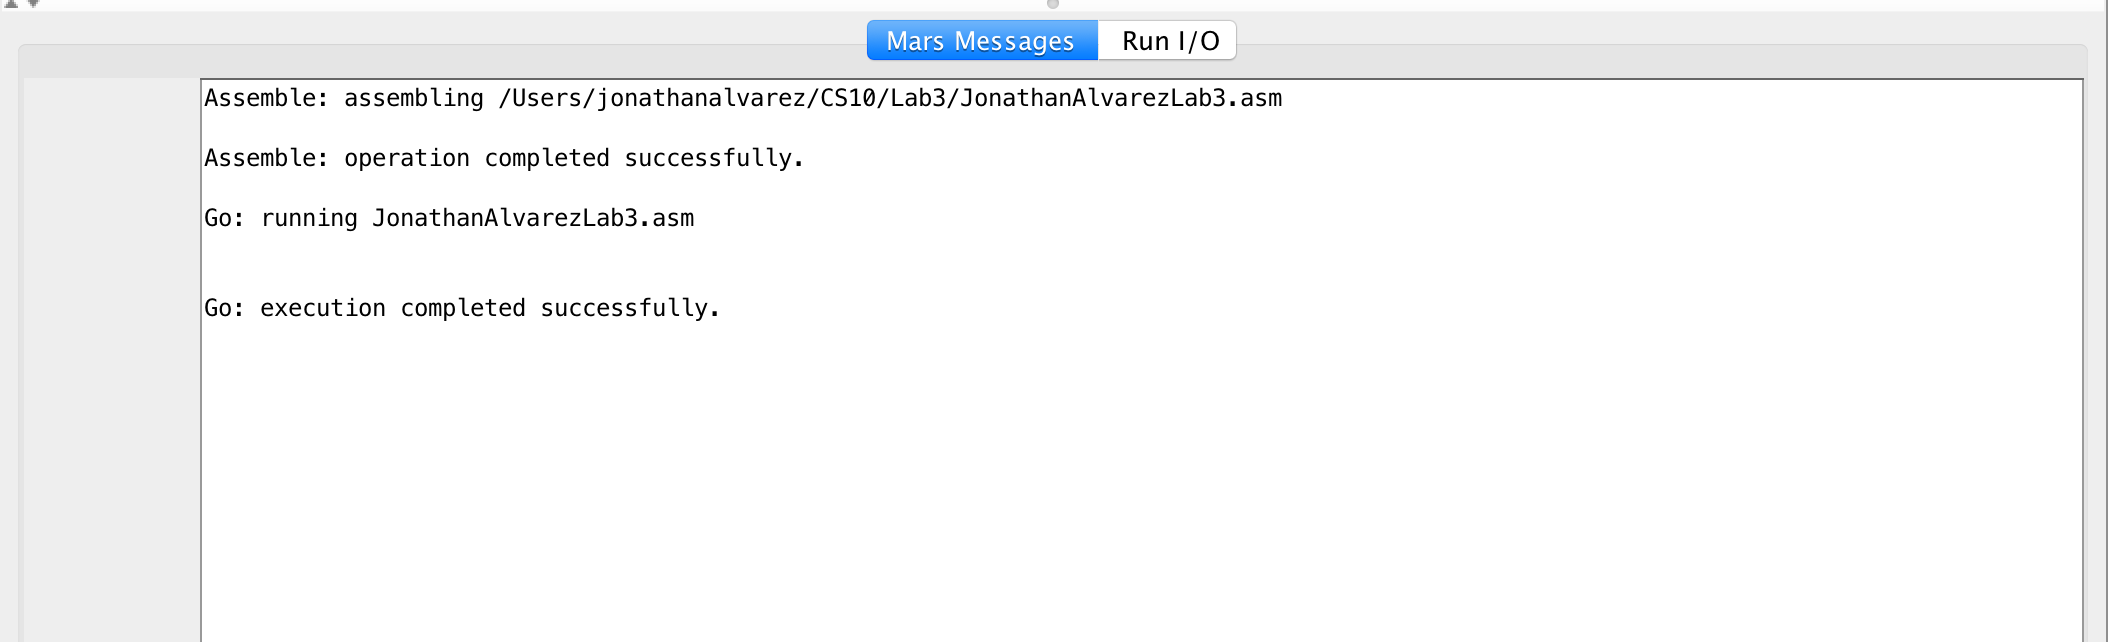 Mars Messages Run I/O
Assemble: assembling /Users/jonathanalvarez/CS10/Lab3/JonathanAlvarezLab3.asm
Assemble: operation completed successfully.
Go: running JonathanAlvarezLab3.asm
Go: execution completed successfully.